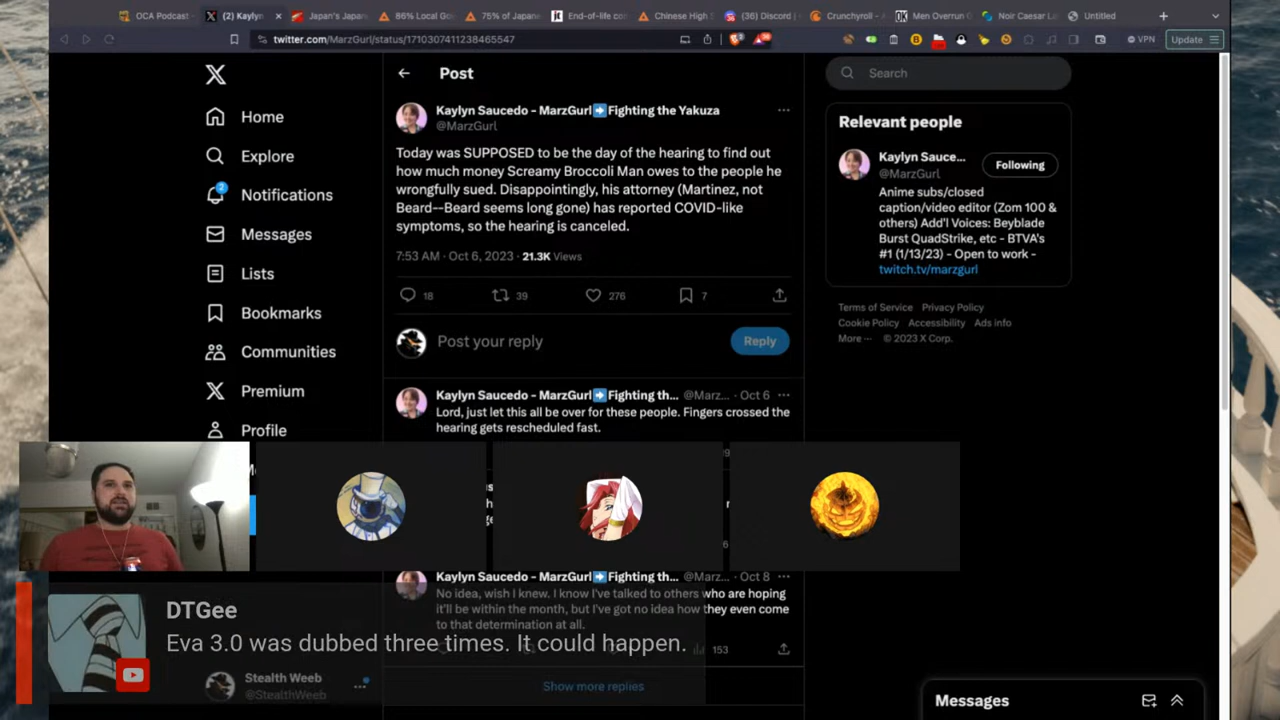 OCA Podcast
(2) Kaylyn
Japan's Japan
86% Local Go
75% of Japane
End-of-life co
Chinese High S
(36) Discord |
Crunchyroll -
Men Overrun G
Noir Caesar La
Untitled
twitter.com/MarzGurl/status/1710307411238465547
VPN
Update
Home
Explore
2
Notifications
Messages
Lists
Bookmarks
Communities
Premium
Profile
Stealth Weeb
@StealthWeeb
Post
Kaylyn Saucedo - MarzGurl➡️Fighting the Yakuza
@MarzGurl
Today was SUPPOSED to be the day of the hearing to find out
how much money Screamy Broccoli Man owes to the people he
wrongfully sued. Disappointingly, his attorney (Martinez, not
Beard--Beard seems long gone) has reported COVID-like
symptoms, so the hearing is canceled.
7:53 AM · Oct 6, 2023 · 21.3K Views
18 39 276 7
Post your reply
Reply
Kaylyn Saucedo - MarzGurl➡️Fighting th... @Marz... · Oct 6
Lord, just let this all be over for these people. Fingers crossed the
hearing gets rescheduled fast.
Kaylyn Saucedo - MarzGurl➡️Fighting th... @Marz... · Oct 8
No idea, wish I knew. I know I've talked to others who are hoping
it'll be within the month, but I've got no idea how they even come
to that determination at all.
153
Show more replies
Search
Relevant people
Kaylyn Sauce...
@MarzGurl
Following
Anime subs/closed
caption/video editor (Zom 100 &
others) Add'l Voices: Beyblade
Burst QuadStrike, etc - BTVA's
#1 (1/13/23) - Open to work -
twitch.tv/marzgurl
Terms of Service Privacy Policy
Cookie Policy Accessibility Ads info
More ··· © 2023 X Corp.
DTGee
Eva 3.0 was dubbed three times. It could happen.
Messages